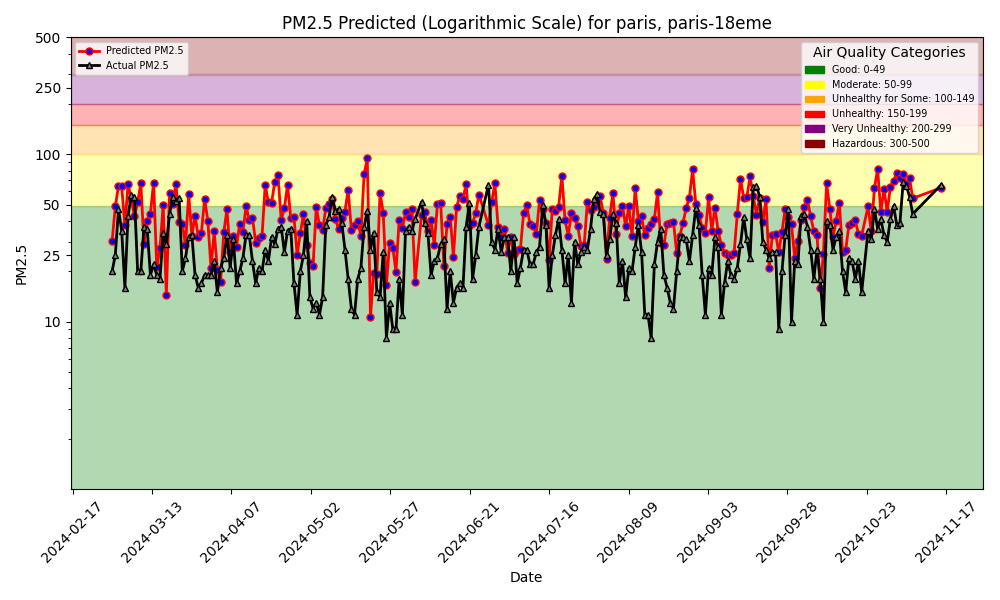 PM2.5 Predicted (Logarithmic Scale) for paris, paris-18eme
Predicted PM2.5
Actual PM2.5
Air Quality Categories
Good: 0-49
Moderate: 50-99
Unhealthy for Some: 100-149
Unhealthy: 150-199
Very Unhealthy: 200-299
Hazardous: 300-500
PM2.5
500
250
100
50
25
10
2024-02-17
2024-03-13
2024-04-07
2024-05-02
2024-05-27
2024-06-21
2024-07-16
2024-08-09
2024-09-03
2024-09-28
2024-10-23
2024-11-17
Date